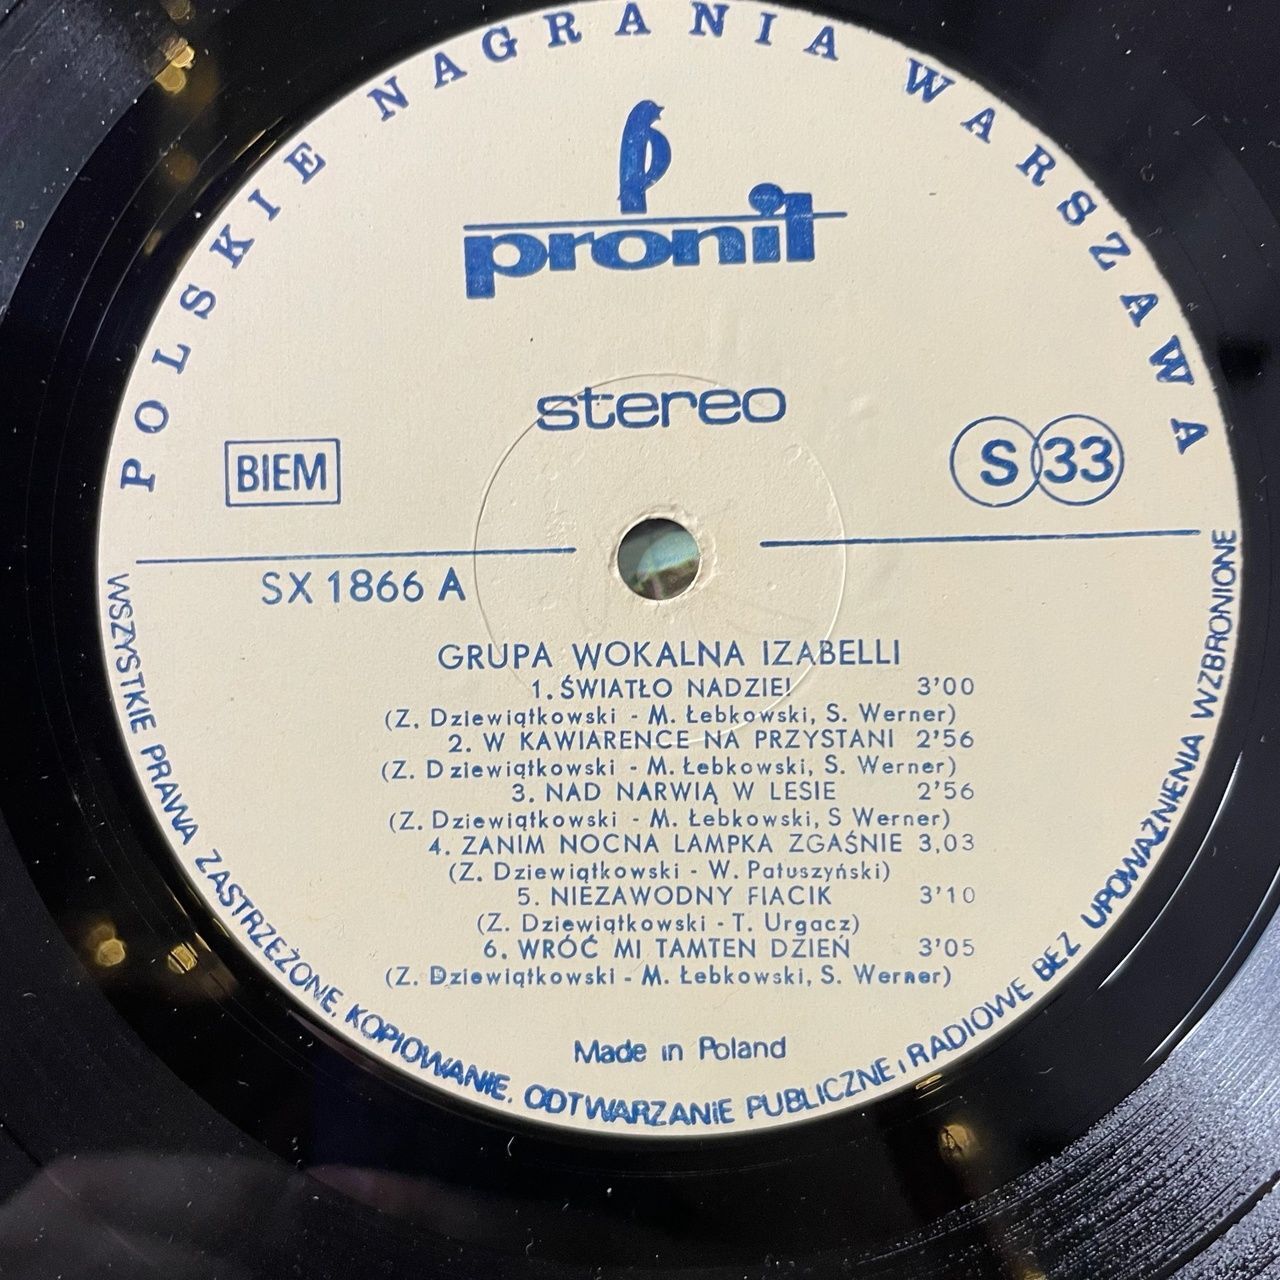 POLSKIE NAGRANIA WARSZAWA
pronit
stereo
BIEM
S 33
SX 1866 A
GRUPA WOKALNA IZABELLI
1. ŚWIATŁO NADZIEI 3'00
(Z. Dziewiątkowski - M. Łebkowski, S. Werner)
2. W KAWIARENCE NA PRZYSTANI 2'56
(Z. Dziewiątkowski - M. Łebkowski, S. Werner)
3. NAD NARWIĄ W LESIE 2'56
(Z. Dziewiątkowski - M. Łebkowski, S Werner)
4. ZANIM NOCNA LAMPKA ZGAŚNIE 3,03
(Z. Dziewiątkowski - W. Patuszyński)
5. NIEZAWODNY FIACIK 3'10
(Z. Dziewiątkowski - T. Urgacz)
6. WRÓĆ MI TAMTEN DZIEŃ 3'05
(Z. Dziewiątkowski - M. Łebkowski, S. Werner)
Made in Poland
WSZYSTKIE PRAWA ZASTRZEŻONE, KOPIOWANIE, ODTWARZANIE PUBLICZNE i RADIOWE BEZ UPOWAŻNIENIA WZBRONIONE